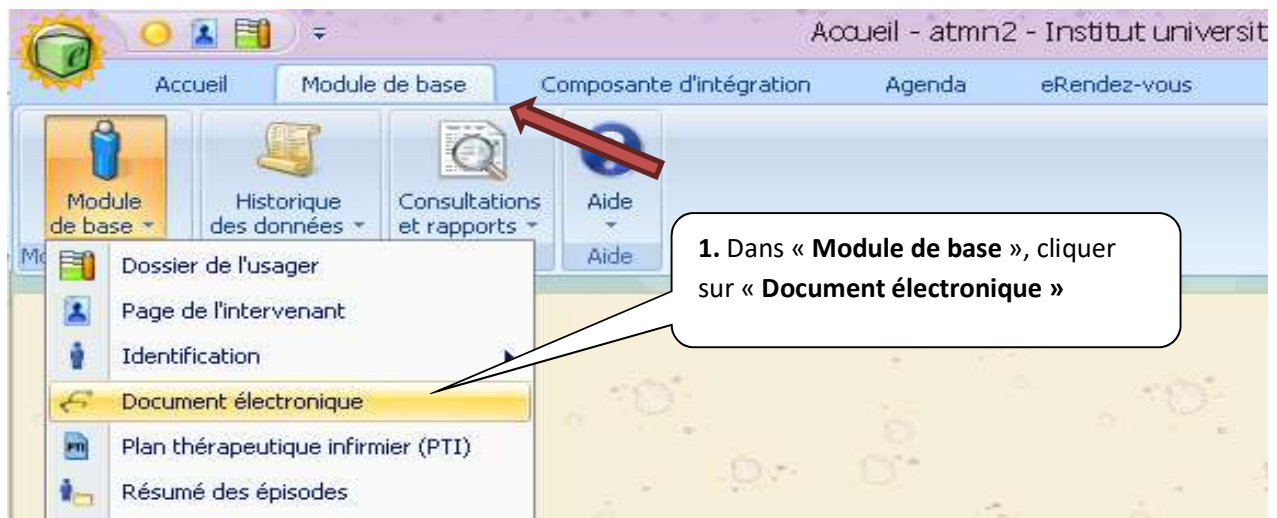 Accueil - atmn2 - Institut universit
Accueil Module de base Composante d'intégration Agenda eRendez-vous
Module de base Historique des données Consultations et rapports Aide
Aide
Dossier de l'usager
Page de l'intervenant
Identification
Document électronique
Plan thérapeutique infirmier (PTI)
Résumé des épisodes
1. Dans « Module de base », cliquer
sur « Document électronique »